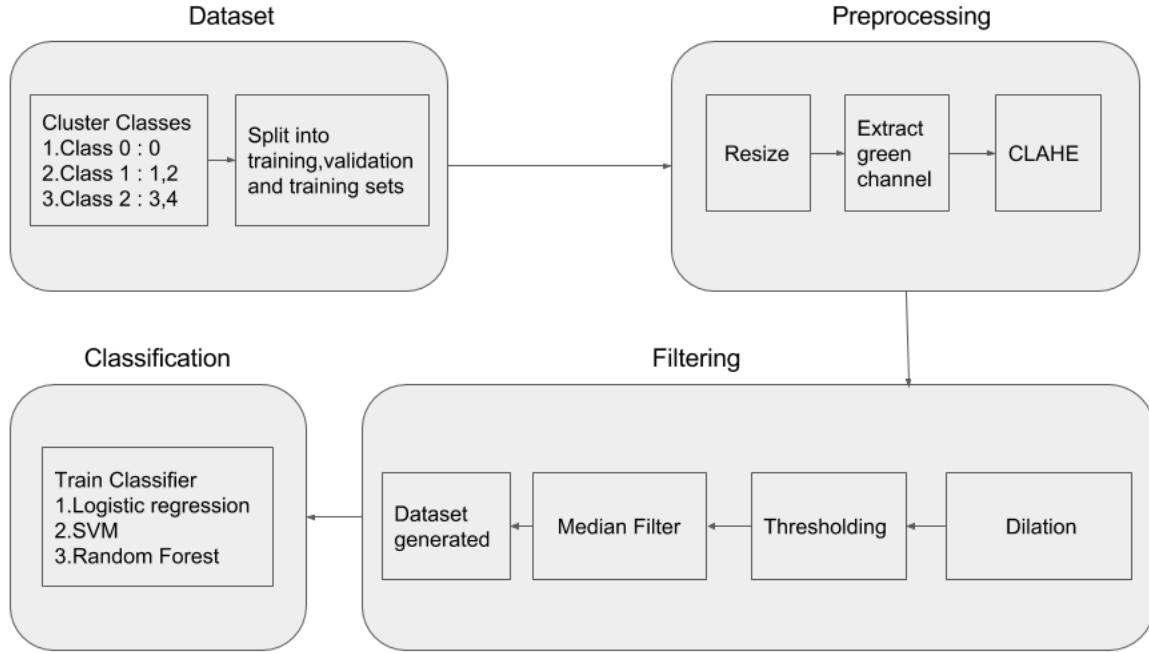 Dataset
Cluster Classes
1.Class 0 : 0
2.Class 1 : 1,2
3.Class 2 : 3,4
Split into
training,validation
and training sets
Preprocessing
Resize
Extract
green
channel
CLAHE
Filtering
Dilation
Thresholding
Median Filter
Dataset
generated
Classification
Train Classifier
1.Logistic regression
2.SVM
3.Random Forest